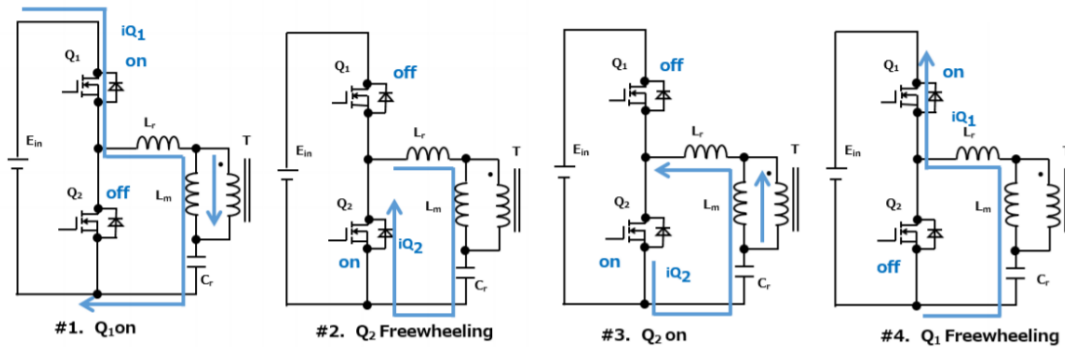 iQ₁
Q₁
on
Lᵣ
T
Eᵢₙ
Q₂
off
Lₘ
Cᵣ
#1. Q₁on
Q₁
off
Lᵣ
T
Eᵢₙ
Q₂
Lₘ
iQ₂
on
Cᵣ
#2. Q₂ Freewheeling
Q₁
off
Lᵣ
T
Eᵢₙ
Q₂
Lₘ
on
iQ₂
Cᵣ
#3. Q₂ on
Q₁
on
iQ₁
Lᵣ
Eᵢₙ
Q₂
Lₘ
off
Cᵣ
#4. Q₁ Freewheeling